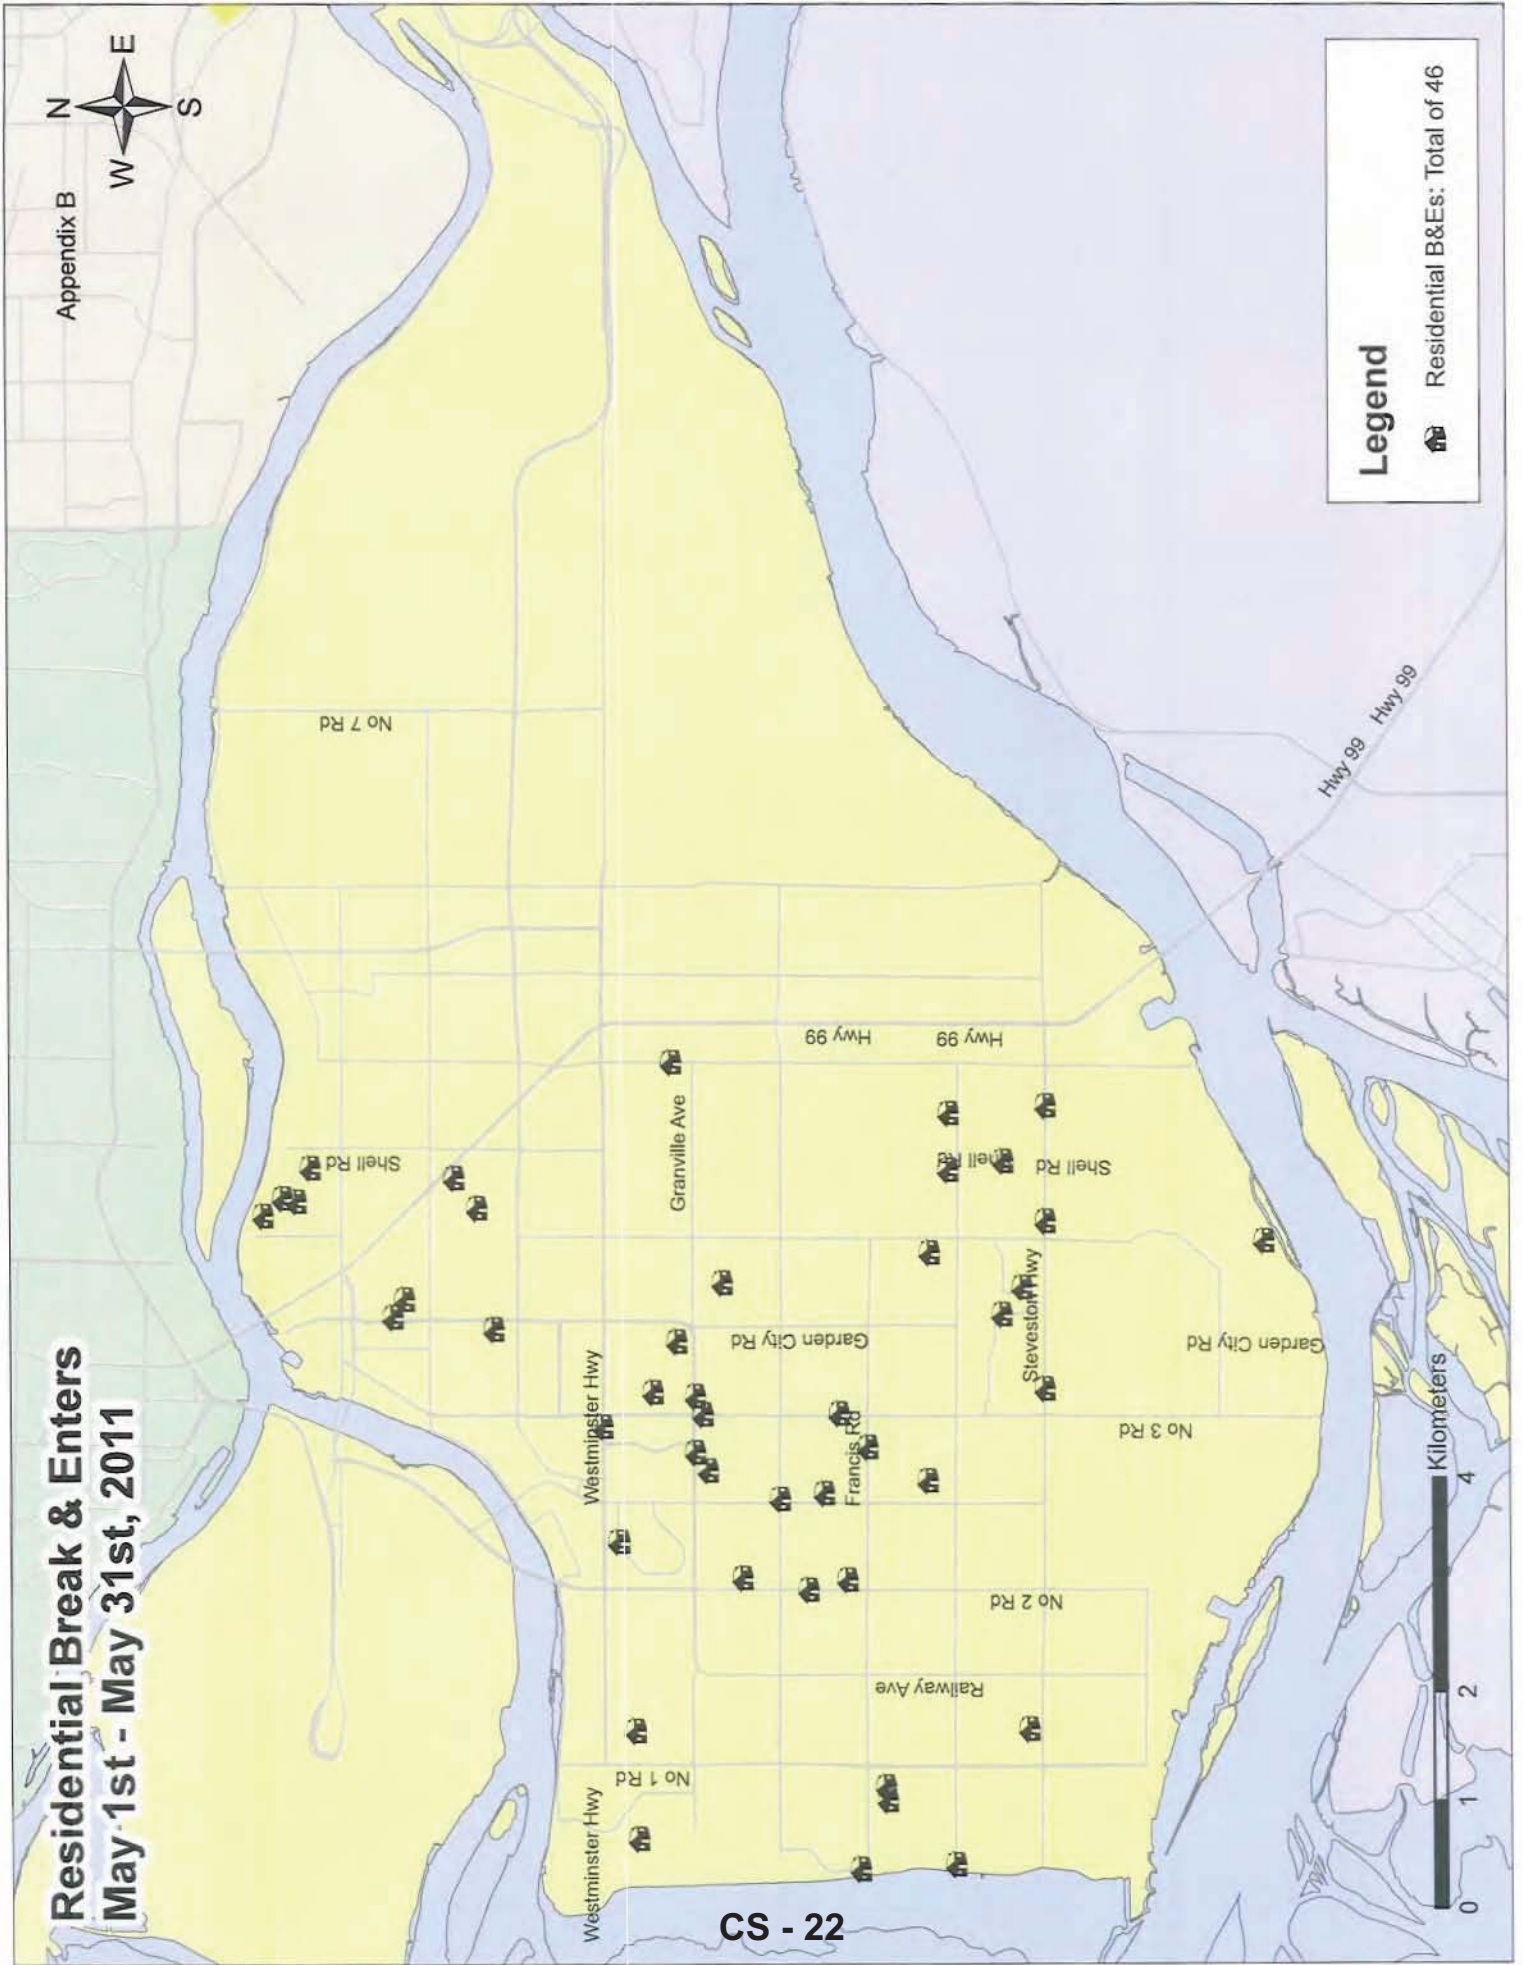 Residential Break & Enters
May 1st - May 31st, 2011
Appendix B
N
W
E
S
No 7 Rd
Shell Rd
Hwy 99
Hwy 99
Granville Ave
Shell Rd
Shell Rd
Westminster Hwy
Garden City Rd
Steveston Hwy
Garden City Rd
Francis Rd
No 3 Rd
No 2 Rd
Railway Ave
No 1 Rd
Westminster Hwy
Hwy 99
Hwy 99
0
1
2
4
Kilometers
Legend
Residential B&Es: Total of 46
CS - 22